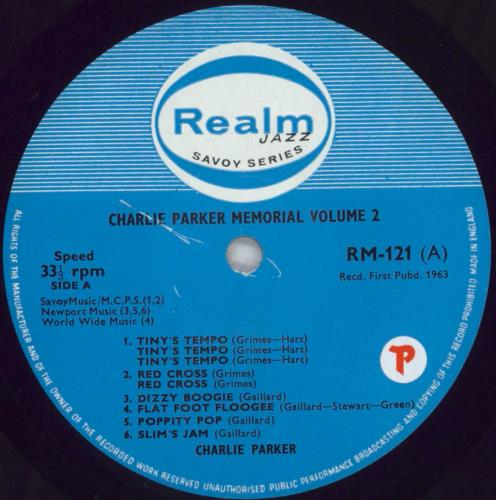 Realm
JAZZ
SAVOY SERIES
CHARLIE PARKER MEMORIAL VOLUME 2
Speed
33⅓ rpm
SIDE A
RM-121 (A)
Recd. First Pubd. 1963
SavoyMusic/M.C.P.S.(1,2)
Newport Music (3,5,6)
World Wide Music (4)
1. TINY'S TEMPO (Grimes—Hart)
TINY'S TEMPO (Grimes—Hart)
TINY'S TEMPO (Grimes—Hart)
2. RED CROSS (Grimes)
RED CROSS (Grimes)
3. DIZZY BOOGIE (Gaillard)
4. FLAT FOOT FLOOGEE (Gaillard—Stewart—Green)
5. POPPITY POP (Gaillard)
6. SLIM'S JAM (Gaillard)
CHARLIE PARKER
P
ALL RIGHTS OF THE MANUFACTURER AND OF THE OWNER OF THE RECORDED WORK RESERVED UNAUTHORISED PUBLIC PERFORMANCE BROADCASTING AND COPYING OF THIS RECORD PROHIBITED MADE IN ENGLAND